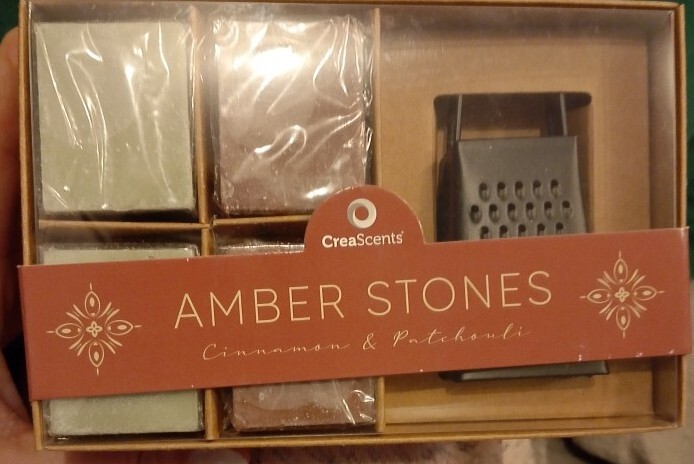 CreaScents
AMBER STONES
Cinnamon & Patchouli